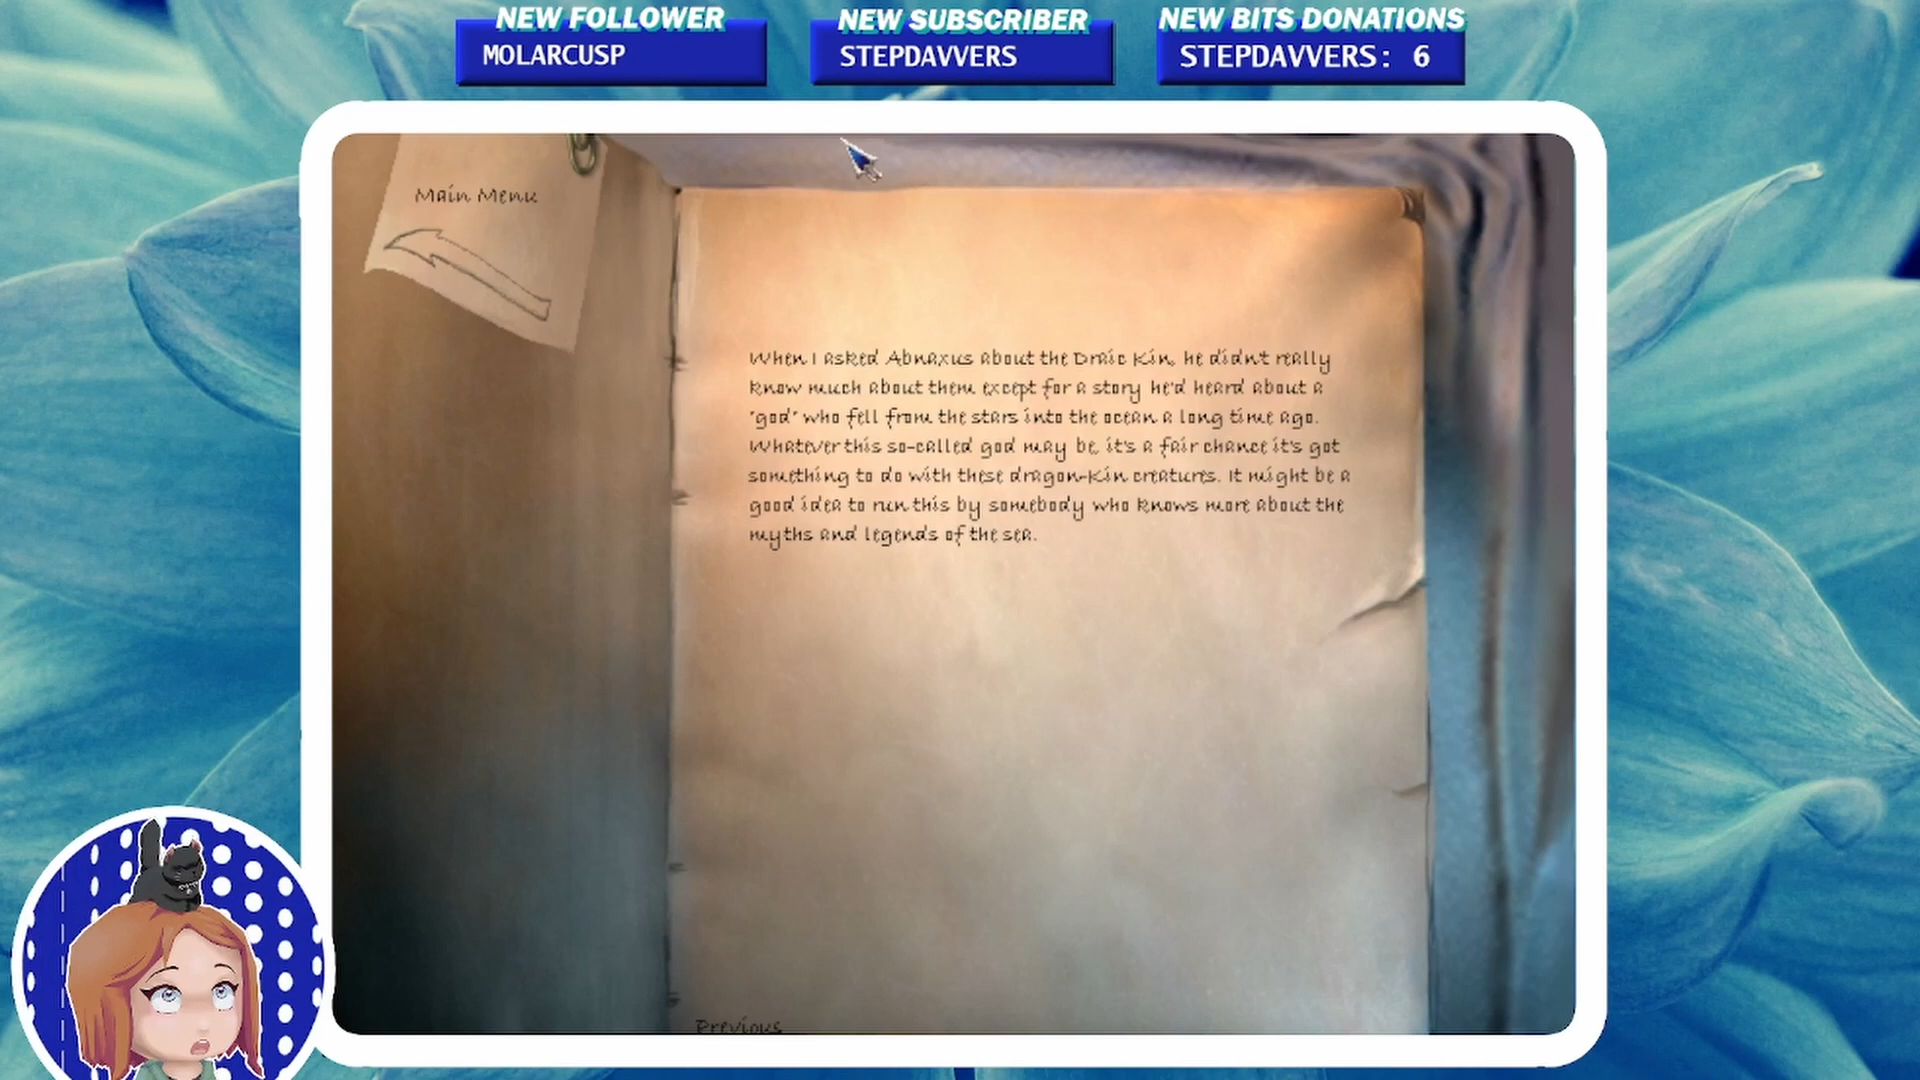 NEW FOLLOWER
MOLARCUSP
NEW SUBSCRIBER
STEPDAVVERS
NEW BITS DONATIONS
STEPDAVVERS: 6
Main Menu
When I asked Abnaxus about the Draic Kin, he didn't really
know much about them except for a story he'd heard about a
"god" who fell from the stars into the ocean a long time ago.
Whatever this so-called god may be, it's a fair chance it's got
something to do with these dragon-Kin creatures. It might be a
good idea to run this by somebody who knows more about the
myths and legends of the sea.
Previous